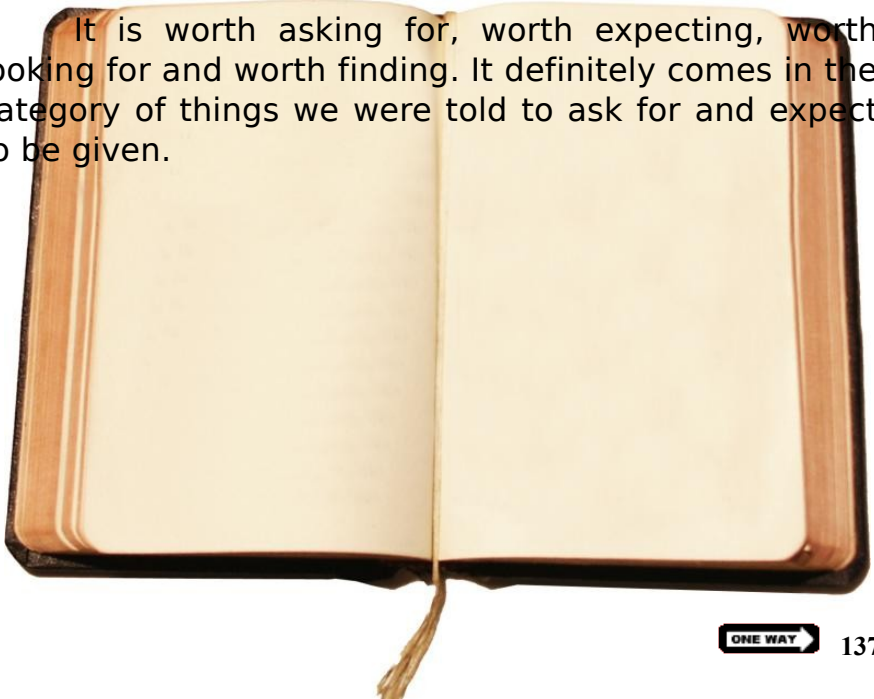 It is worth asking for, worth expecting, worth
ooking for and worth finding. It definitely comes in the
ategory of things we were told to ask for and expect
o be given.
ONE WAY 137